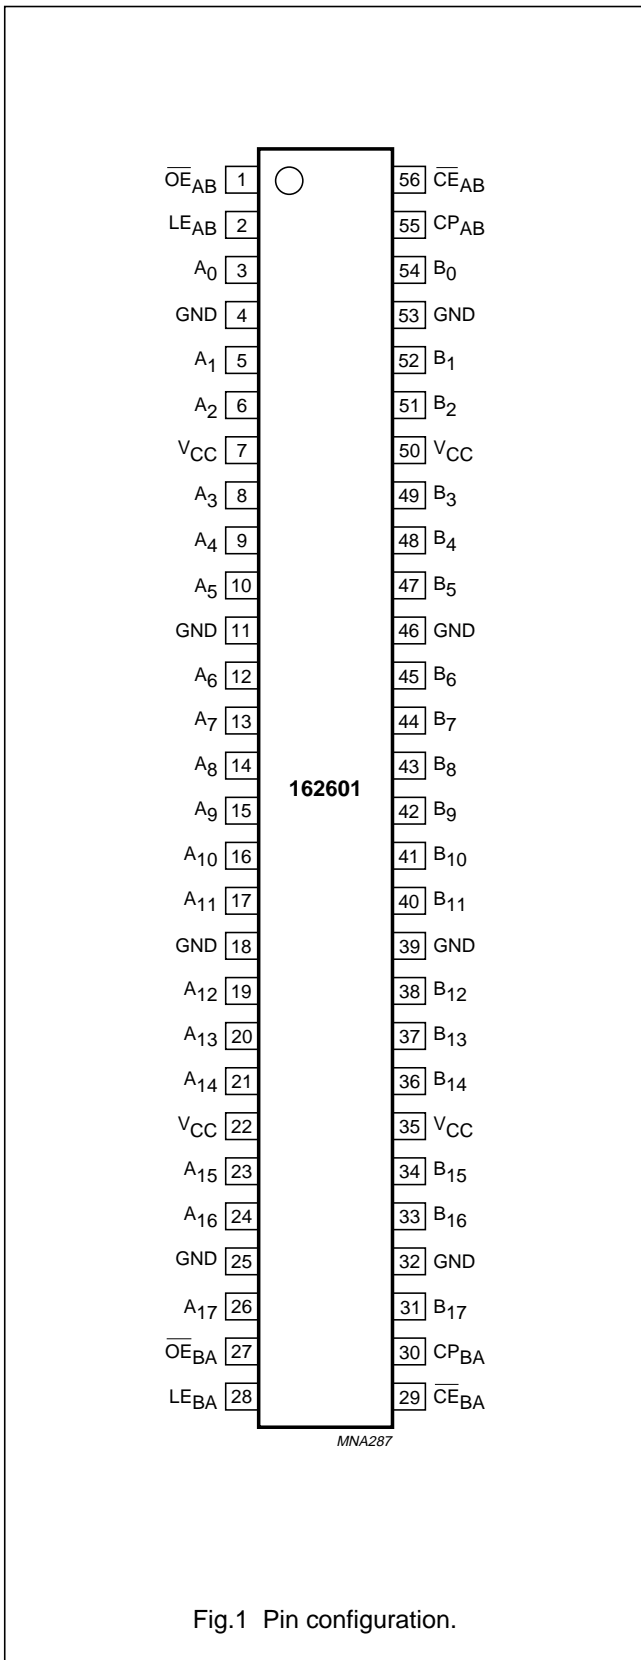 O̅E̅AB 1 56 C̅E̅AB
LEAB 2 55 CPAB
A0 3 54 B0
GND 4 53 GND
A1 5 52 B1
A2 6 51 B2
VCC 7 50 VCC
A3 8 49 B3
A4 9 48 B4
A5 10 47 B5
GND 11 46 GND
A6 12 45 B6
A7 13 44 B7
A8 14 43 B8
162601
A9 15 42 B9
A10 16 41 B10
A11 17 40 B11
GND 18 39 GND
A12 19 38 B12
A13 20 37 B13
A14 21 36 B14
VCC 22 35 VCC
A15 23 34 B15
A16 24 33 B16
GND 25 32 GND
A17 26 31 B17
O̅E̅BA 27 30 CPBA
LEBA 28 29 C̅E̅BA
MNA287
Fig.1 Pin configuration.